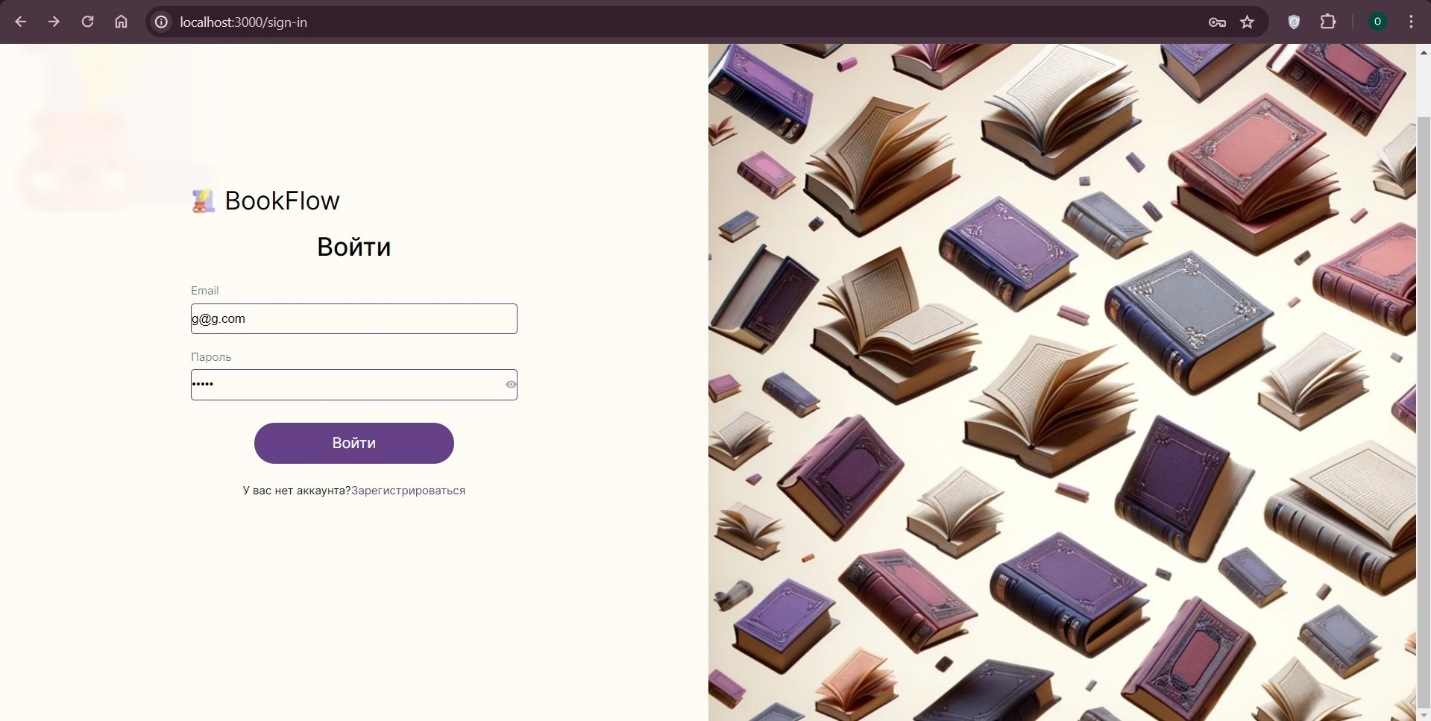 localhost:3000/sign-in
O
BookFlow
Войти
Email
g@g.com
Пароль
•••••
Войти
У вас нет аккаунта?Зарегистрироваться